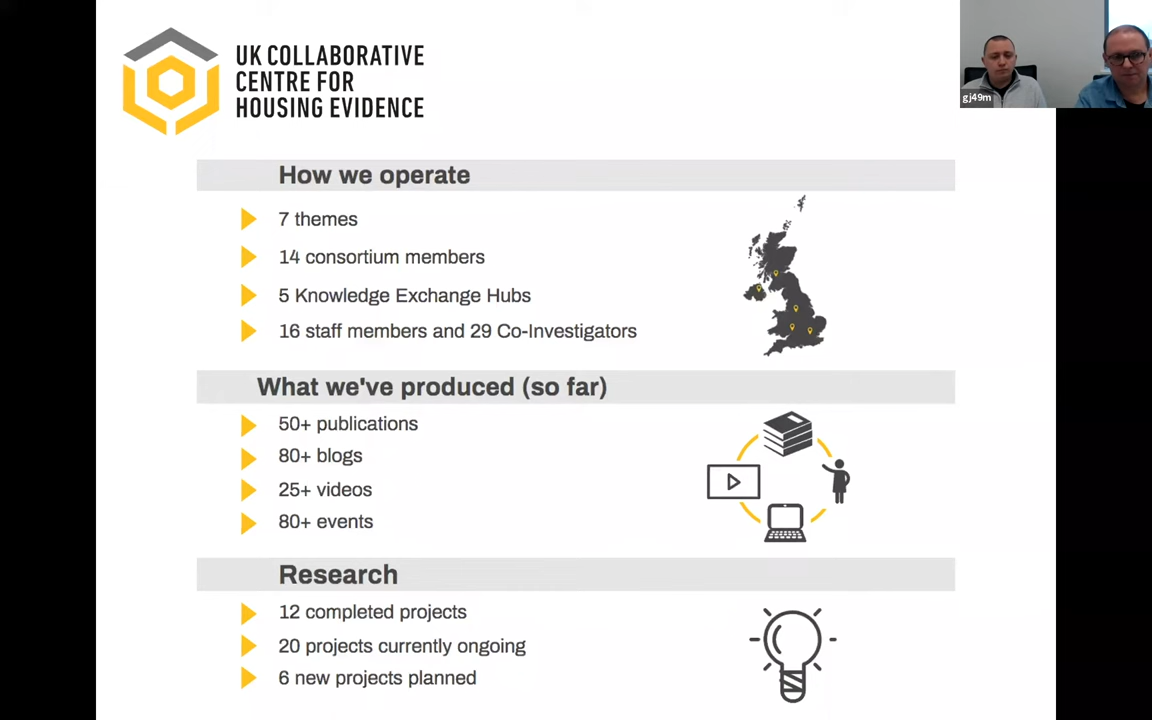 UK COLLABORATIVE
CENTRE FOR
HOUSING EVIDENCE
gj49m
How we operate
7 themes
14 consortium members
5 Knowledge Exchange Hubs
16 staff members and 29 Co-Investigators
What we've produced (so far)
50+ publications
80+ blogs
25+ videos
80+ events
Research
12 completed projects
20 projects currently ongoing
6 new projects planned